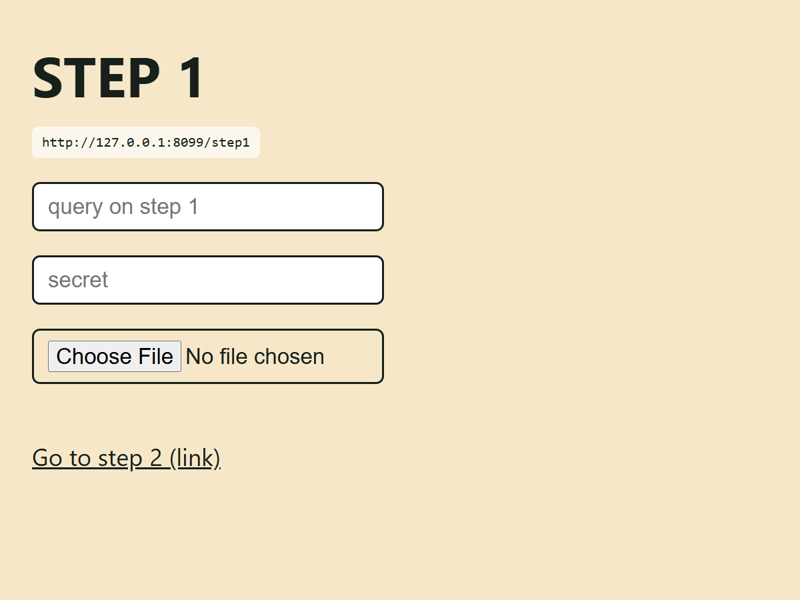 STEP 1
http://127.0.0.1:8099/step1
query on step 1
secret
Choose File No file chosen
Go to step 2 (link)